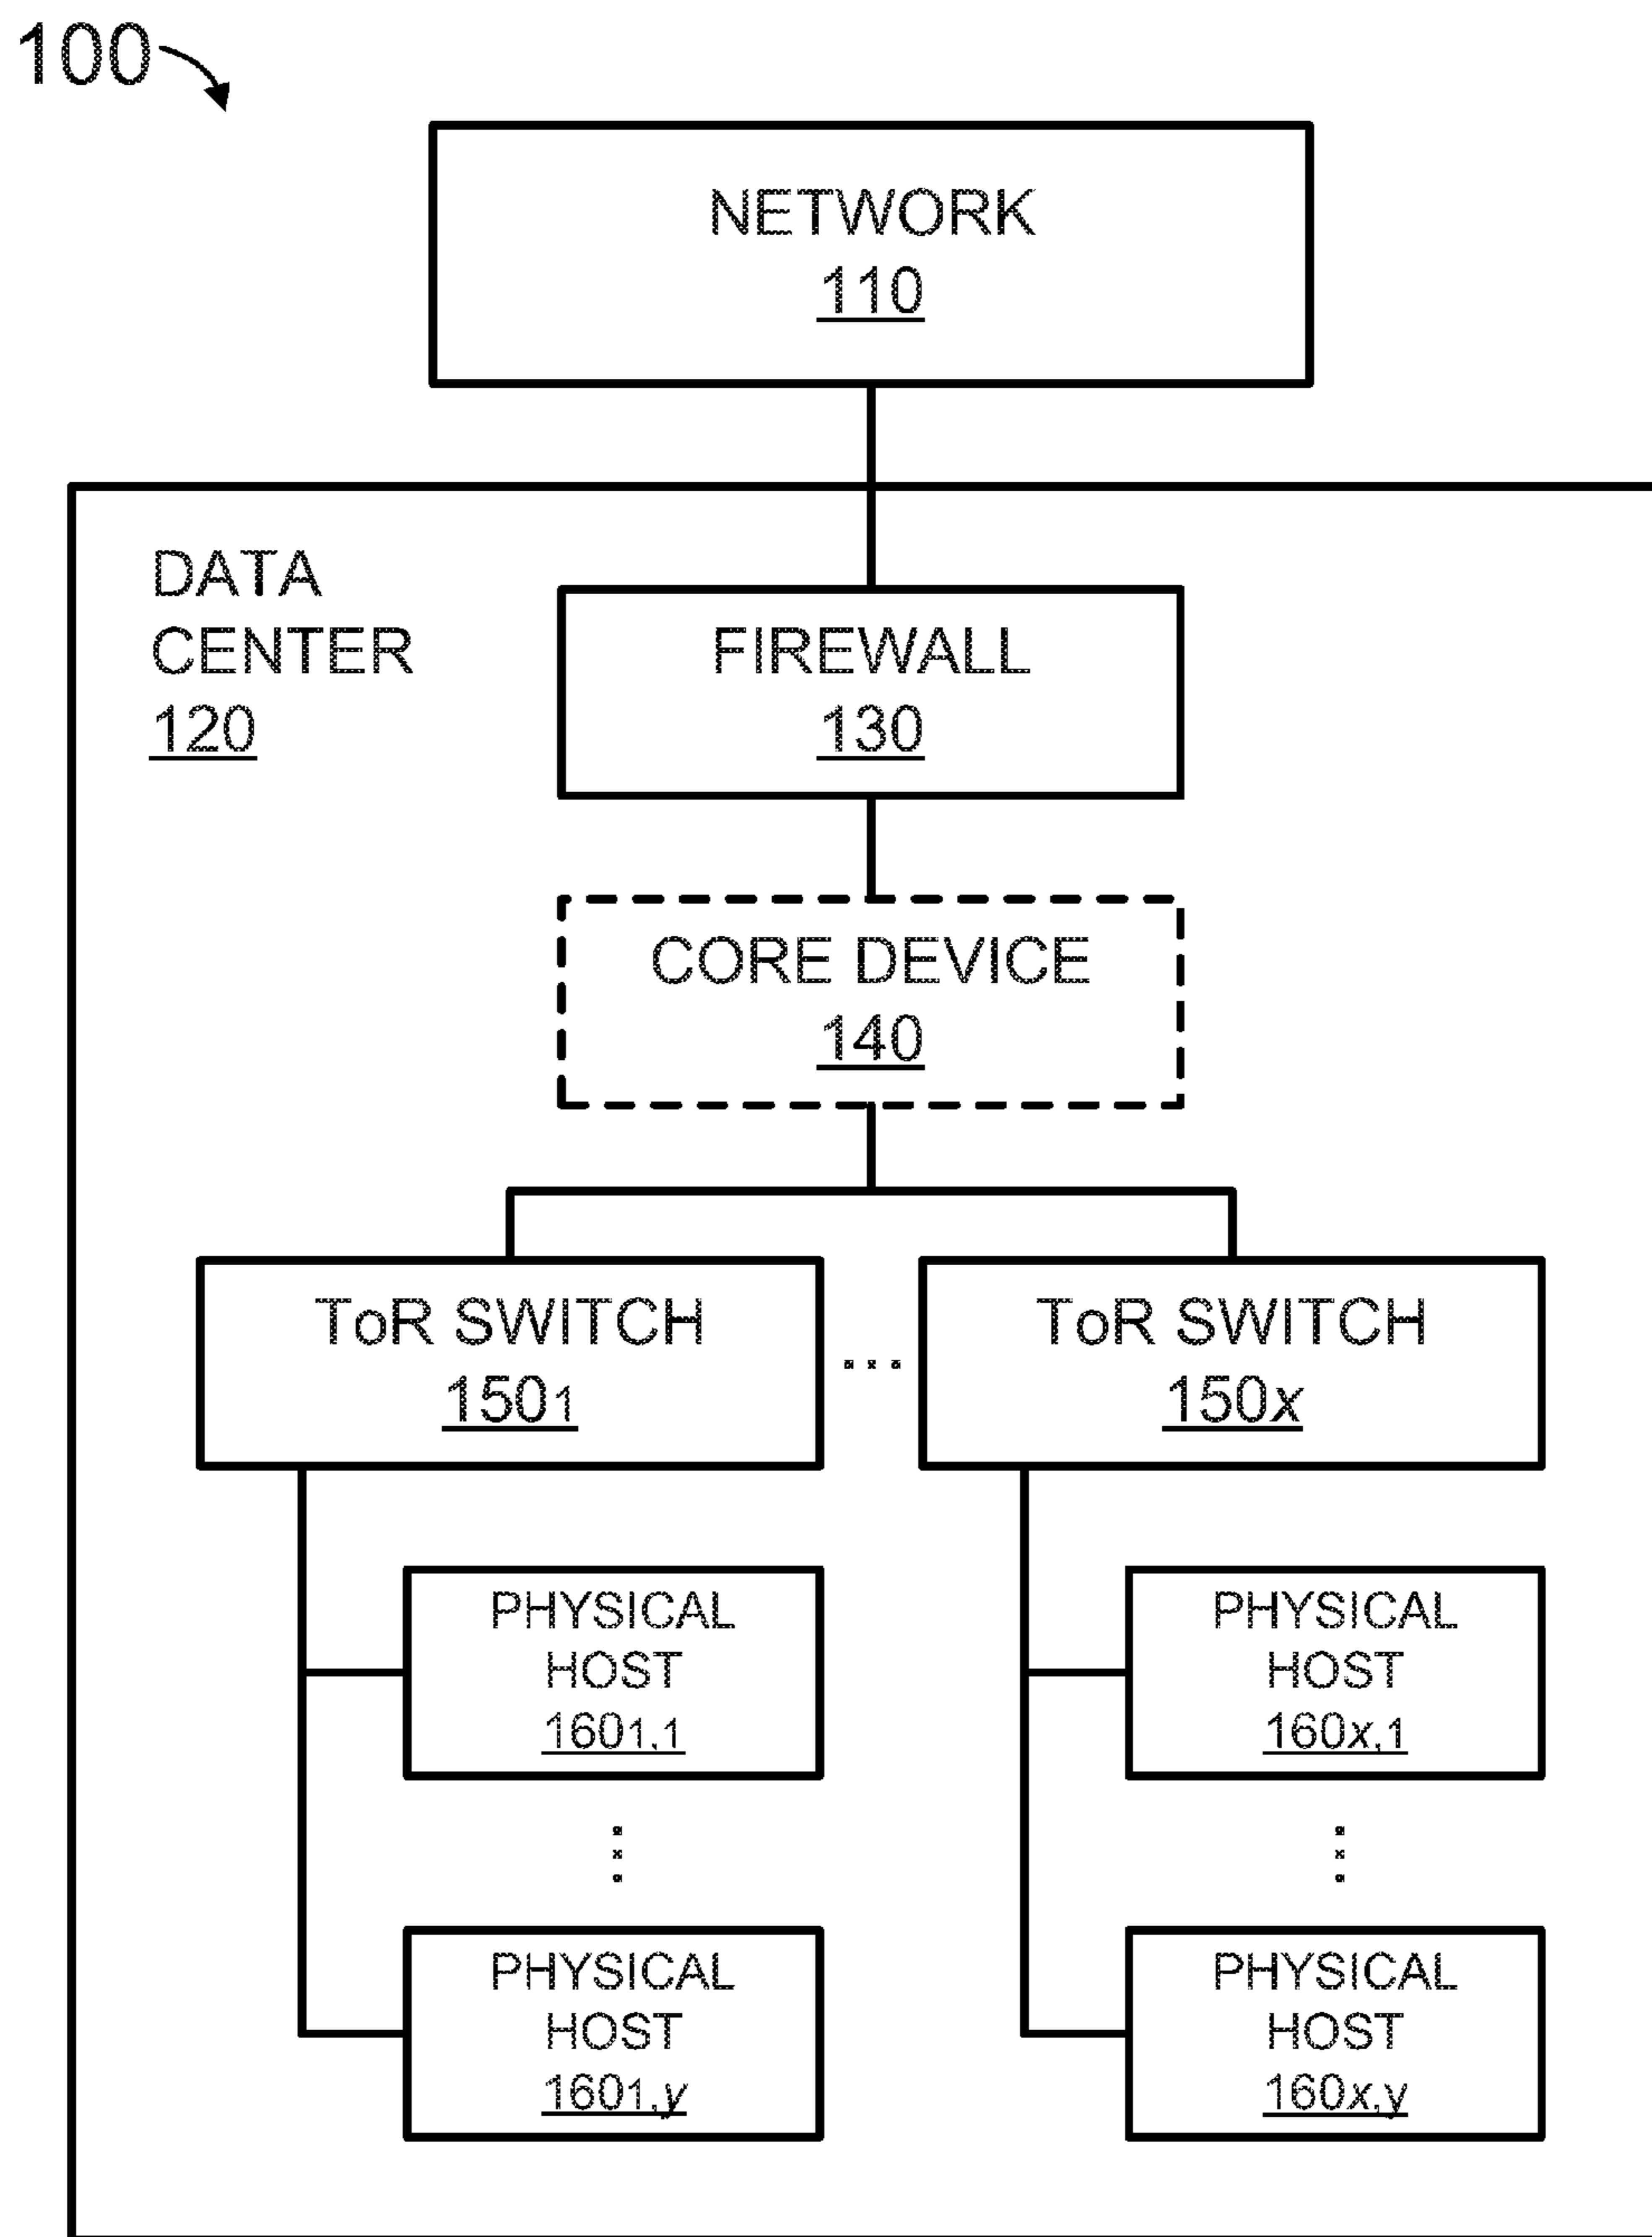 100
NETWORK
110
DATA
CENTER
120
FIREWALL
130
CORE DEVICE
140
ToR SWITCH
1501
...
ToR SWITCH
150x
PHYSICAL
HOST
1601,1
PHYSICAL
HOST
160x,1
PHYSICAL
HOST
1601,y
PHYSICAL
HOST
160x,y